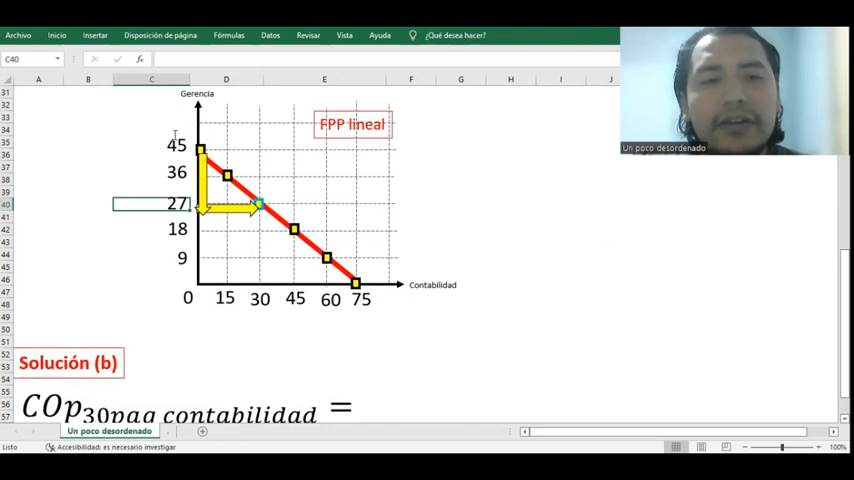 Archivo Inicio Insertar Disposición de página Fórmulas Datos Revisar Vista Ayuda ¿Qué desea hacer?
C40 fx
A B C D E F G H I J
31
32
33
34
35
36
37
38
39
40
41
42
43
44
45
46
47
48
49
50
51
52
53
54
55
56
57
Gerencia
FPP lineal
45
36
27
18
9
0 15 30 45 60 75
Contabilidad
Solución (b)
COp30pag contabilidad =
Un poco desordenado
Un poco desordenado
Listo Accesibilidad: es necesario investigar 100%